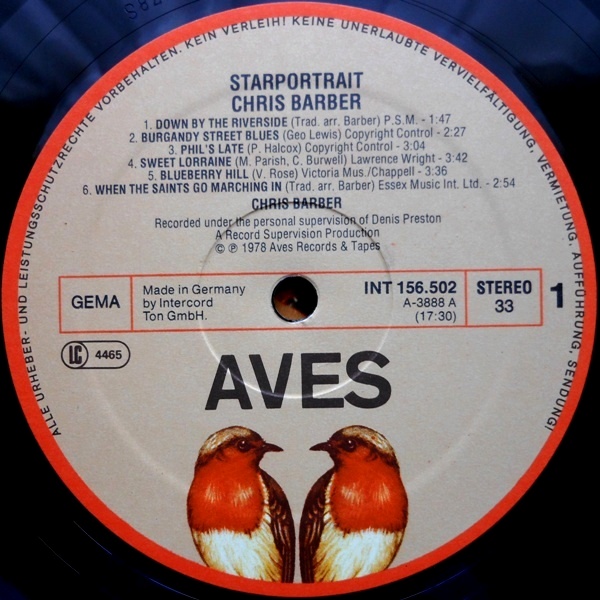 ALLE URHEBER- UND LEISTUNGSSCHUTZRECHTE VORBEHALTEN. KEIN VERLEIH! KEINE UNERLAUBTE VERVIELFÄLTIGUNG, VERMIETUNG, AUFFÜHRUNG, SENDUNG!
STARPORTRAIT
CHRIS BARBER
1. DOWN BY THE RIVERSIDE (Trad. arr. Barber) P.S.M. - 1:47
2. BURGANDY STREET BLUES (Geo Lewis) Copyright Control - 2:27
3. PHIL'S LATE (P. Halcox) Copyright Control - 3:04
4. SWEET LORRAINE (M. Parish, C. Burwell) Lawrence Wright - 3:42
5. BLUEBERRY HILL (V. Rose) Victoria Mus./Chappell - 3:36
6. WHEN THE SAINTS GO MARCHING IN (Trad. arr. Barber) Essex Music Int. Ltd. - 2:54
CHRIS BARBER
Recorded under the personal supervision of Denis Preston
A Record Supervision Production
© ℗ 1978 Aves Records & Tapes
GEMA
Made in Germany
by Intercord
Ton GmbH.
INT 156.502
A-3888 A
(17:30)
STEREO
33
1
LC 4465
AVES